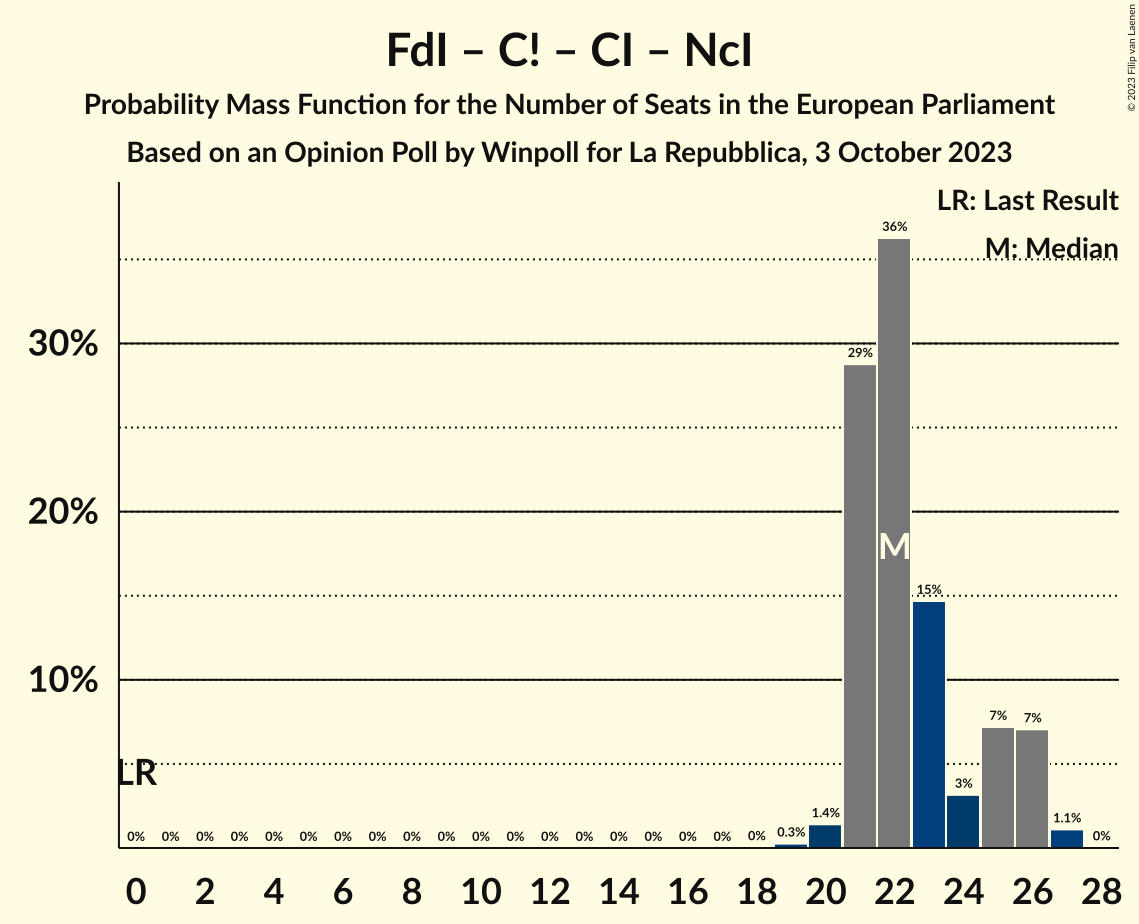 FdI – C! – CI – NcI
Probability Mass Function for the Number of Seats in the European Parliament
Based on an Opinion Poll by Winpoll for La Repubblica, 3 October 2023
© 2023 Filip van Laenen
LR: Last Result
M: Median
36%
30%
29%
20%
M
15%
10%
7% 7%
LR
3%
1.4%
1.1%
0% 0% 0% 0% 0% 0% 0% 0% 0% 0% 0% 0% 0% 0% 0% 0% 0% 0% 0% 0.3% 0%
0 2 4 6 8 10 12 14 16 18 20 22 24 26 28